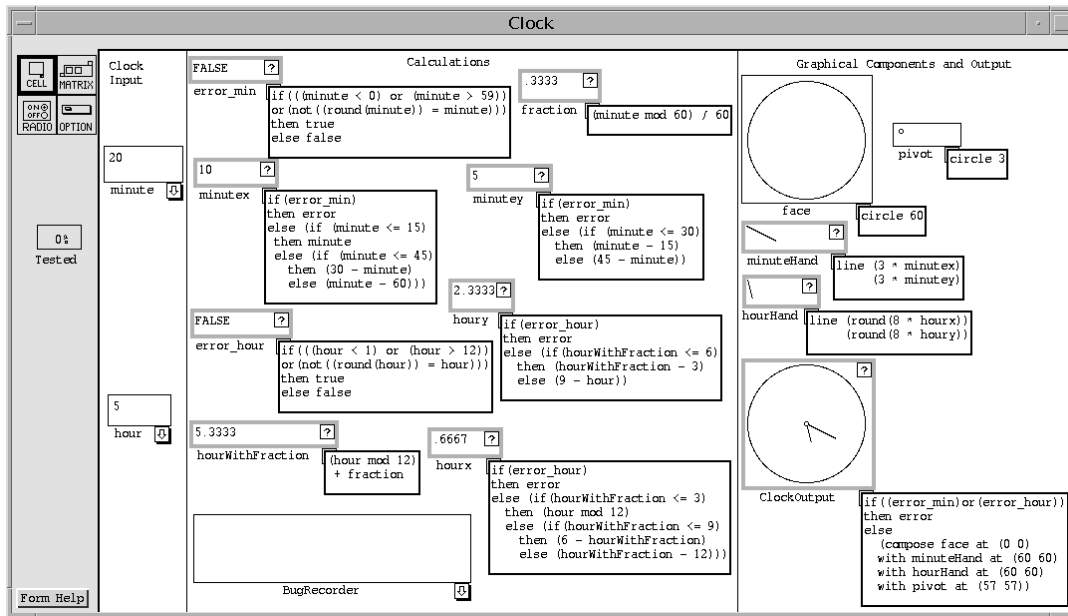 Clock
CELL
MATRIX
ON
OFF
RADIO
OPTION
0%
Tested
Form Help
Clock
Input
20
minute
5
hour
Calculations
FALSE ?
error_min
if(((minute < 0) or (minute > 59))
or(not((round(minute)) = minute)))
then true
else false
.3333 ?
fraction
(minute mod 60) / 60
10 ?
minutex
if(error_min)
then error
else (if (minute <= 15)
then minute
else (if (minute <= 45)
then (30 - minute)
else (minute - 60)))
5 ?
minutey
if(error_min)
then error
else (if (minute <= 30)
then (minute - 15)
else (45 - minute))
FALSE ?
error_hour
if(((hour < 1) or (hour > 12))
or(not((round(hour)) = hour)))
then true
else false
2.3333 ?
houry
if(error_hour)
then error
else (if(hourWithFraction <= 6)
then (hourWithFraction - 3)
else (9 - hour))
5.3333 ?
hourWithFraction
(hour mod 12)
+ fraction
.6667 ?
hourx
if(error_hour)
then error
else (if(hourWithFraction <= 3)
then (hour mod 12)
else (if(hourWithFraction <= 9)
then (6 - hourWithFraction)
else (hourWithFraction - 12)))
BugRecorder
Graphical Components and Output
face
circle 60
pivot
circle 3
?
minuteHand
line (3 * minutex)
(3 * minutey)
?
hourHand
line (round(8 * hourx))
(round(8 * houry))
?
ClockOutput
if((error_min)or(error_hour))
then error
else
(compose face at (0 0)
with minuteHand at (60 60)
with hourHand at (60 60)
with pivot at (57 57))